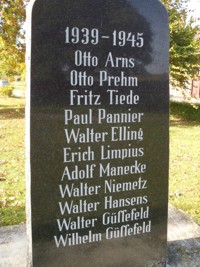 1939-1945
Otto Arns
Otto Prehm
Fritz Tiede
Paul Pannier
Walter Elling
Erich Limpius
Adolf Manecke
Walter Niemetz
Walter Hansens
Walter Güssefeld
Wilhelm Güssefeld